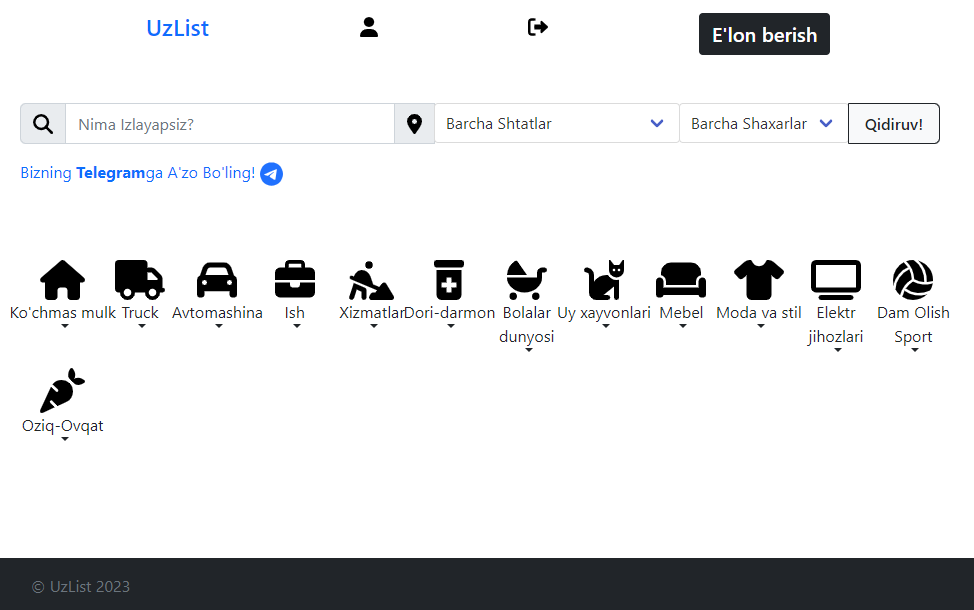 UzList
E'lon berish
Nima Izlayapsiz?
Barcha Shtatlar
Barcha Shaxarlar
Qidiruv!
Bizning Telegramga A'zo Bo'ling!
Ko'chmas mulk
Truck
Avtomashina
Ish
Xizmatlar
Dori-darmon
Bolalar
dunyosi
Uy xayvonlari
Mebel
Moda va stil
Elektr
jihozlari
Dam Olish
Sport
Oziq-Ovqat
© UzList 2023